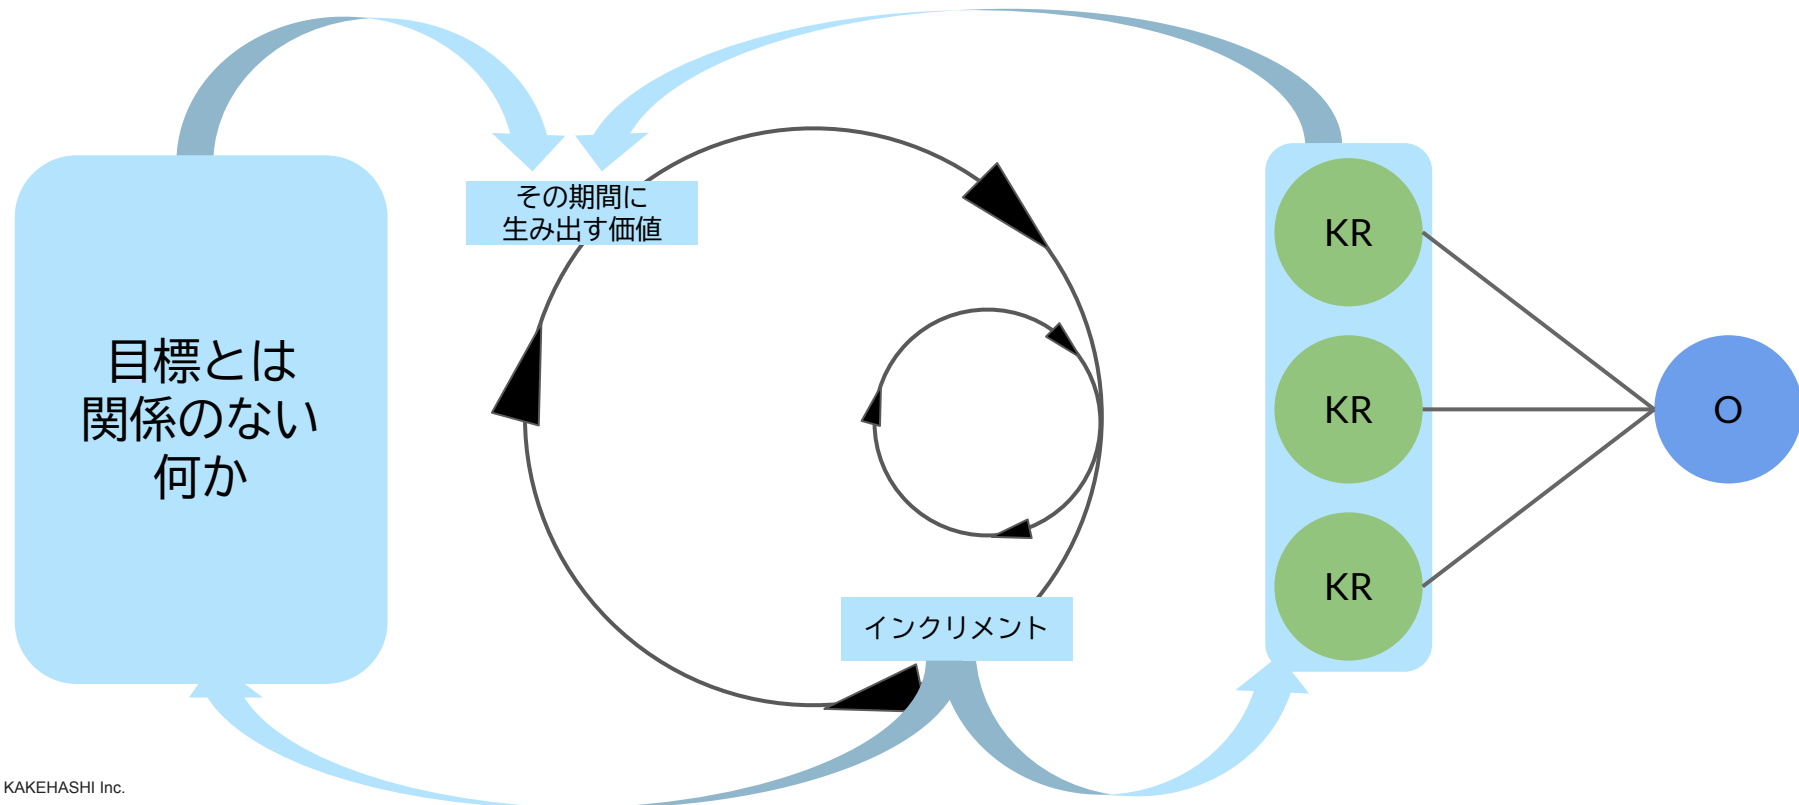 その期間に
生み出す価値
目標とは
関係のない
何か
インクリメント
KR
KR
KR
O
KAKEHASHI Inc.